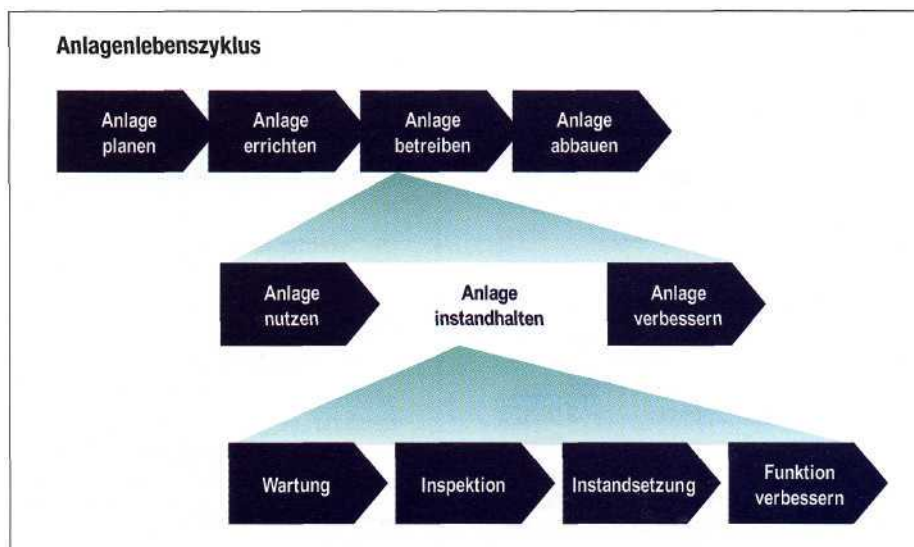 Anlagenlebenszyklus
Anlage
planen
Anlage
errichten
Anlage
betreiben
Anlage
abbauen
Anlage
nutzen
Anlage
instandhalten
Anlage
verbessern
Wartung
Inspektion
Instandsetzung
Funktion
verbessern